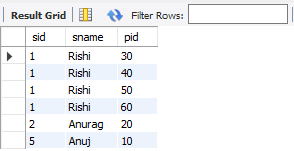 Result Grid Filter Rows:
sid sname pid
1 Rishi 30
1 Rishi 40
1 Rishi 50
1 Rishi 60
2 Anurag 20
5 Anuj 10